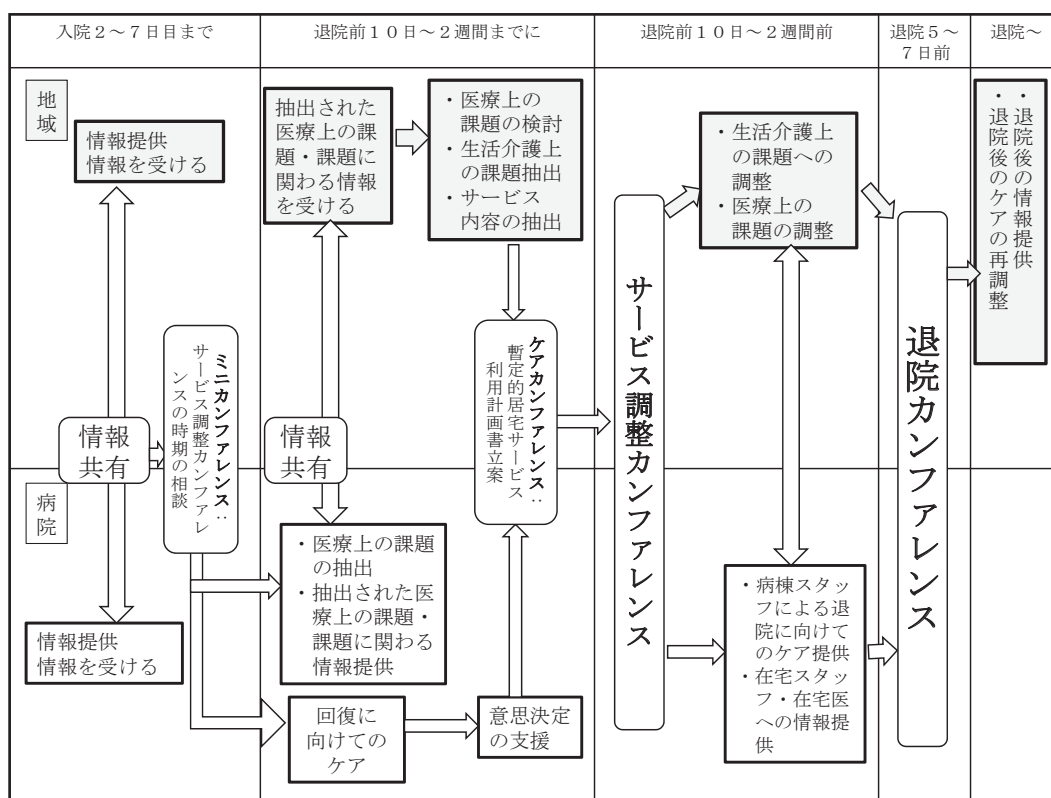 入院２～７日目まで
退院前１０日～２週間までに
退院前１０日～２週間前
退院５～
７日前
退院～
地
域
情報提供
情報を受ける
抽出された
医療上の課
題・課題に
関わる情報
を受ける
・医療上の
課題の検討
・生活介護上
の課題抽出
・サービス
内容の抽出
・生活介護上
の課題への
調整
・医療上の
課題の調整
・退院後の情報提供
・退院後のケアの再調整
情報
共有
ミニカンファレンス：
サービス調整カンファレ
ンスの時期の相談
情報
共有
ケアカンファレンス：
暫定的居宅サービス
利用計画書立案
サービス調整カンファレンス
退院カンファレンス
病
院
情報提供
情報を受ける
・医療上の課題
の抽出
・抽出された医
療上の課題・
課題に関わる
情報提供
回復に
向けての
ケア
意思決定
の支援
・病棟スタッ
フによる退
院に向けて
のケア提供
・在宅スタッ
フ・在宅医
への情報提
供